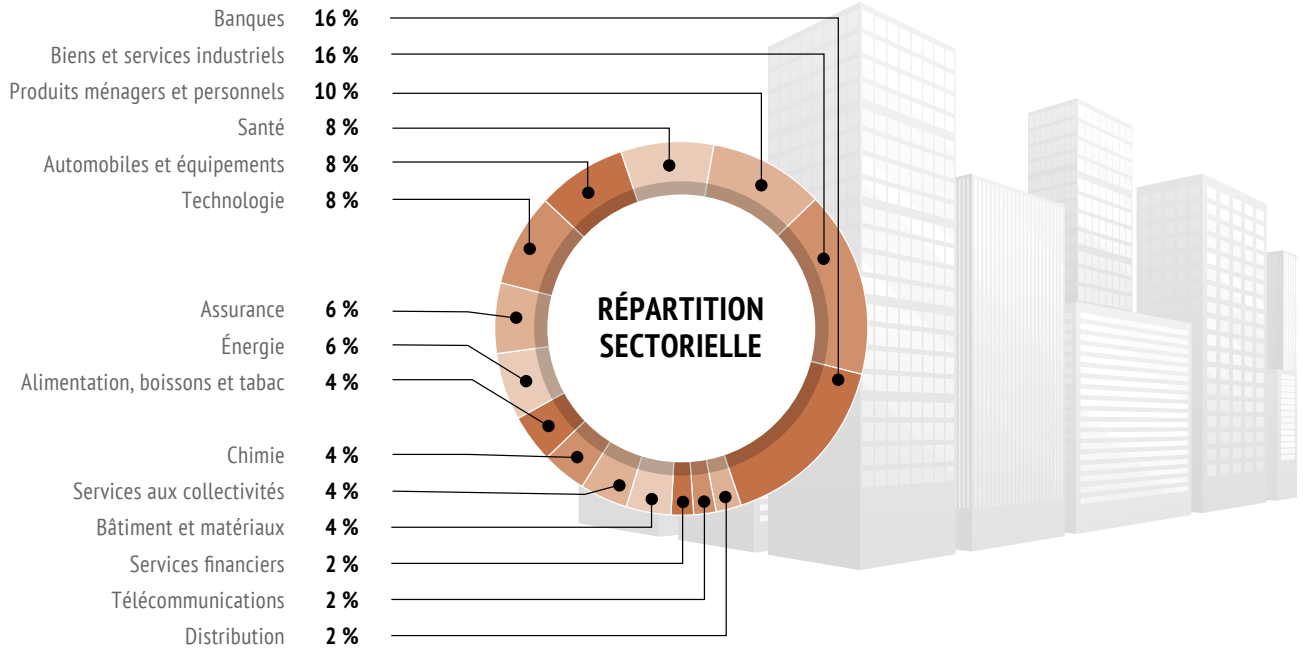 Banques 16 %
Biens et services industriels 16 %
Produits ménagers et personnels 10 %
Santé 8 %
Automobiles et équipements 8 %
Technologie 8 %
Assurance 6 %
Énergie 6 %
Alimentation, boissons et tabac 4 %
Chimie 4 %
Services aux collectivités 4 %
Bâtiment et matériaux 4 %
Services financiers 2 %
Télécommunications 2 %
Distribution 2 %
RÉPARTITION
SECTORIELLE